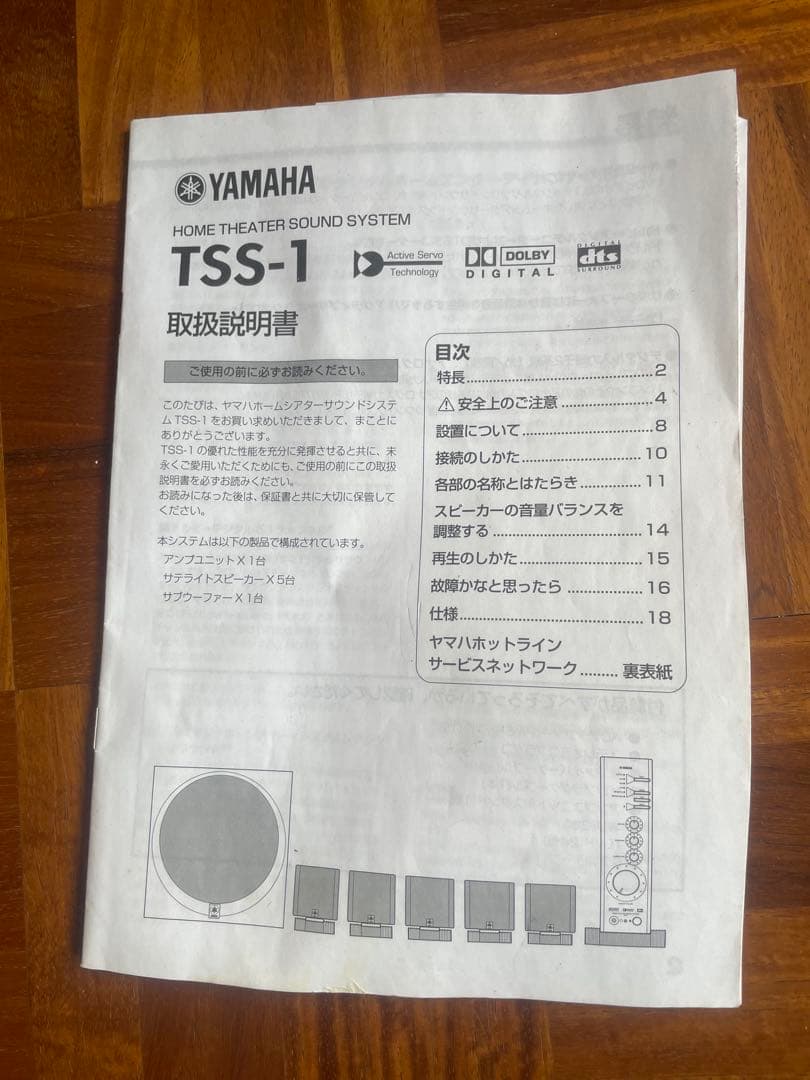 YAMAHA
HOME THEATER SOUND SYSTEM
TSS-1
Active Servo
Technology
DOLBY
DIGITAL
DIGITAL
dts
SURROUND
取扱説明書
ご使用の前に必ずお読みください。
このたびは、ヤマハホームシアターサウンドシステ
ム TSS-1 をお買い求めいただきまして、まことに
ありがとうございます。
TSS-1 の優れた性能を充分に発揮させると共に、末
永くご愛用いただくためにも、ご使用の前にこの取扱
説明書を必ずお読みください。
お読みになった後は、保証書と共に大切に保管して
ください。
本システムは以下の製品で構成されています。
アンプユニット X 1台
サテライトスピーカー X 5台
サブウーファー X 1台
目次
特長 ........................................ 2
⚠ 安全上のご注意 .................. 4
設置について ........................ 8
接続のしかた ...................... 10
各部の名称とはたらき ............ 11
スピーカーの音量バランスを
調整する ............................ 14
再生のしかた ...................... 15
故障かなと思ったら .............. 16
仕様 .................................. 18
ヤマハホットライン
サービスネットワーク ......... 裏表紙